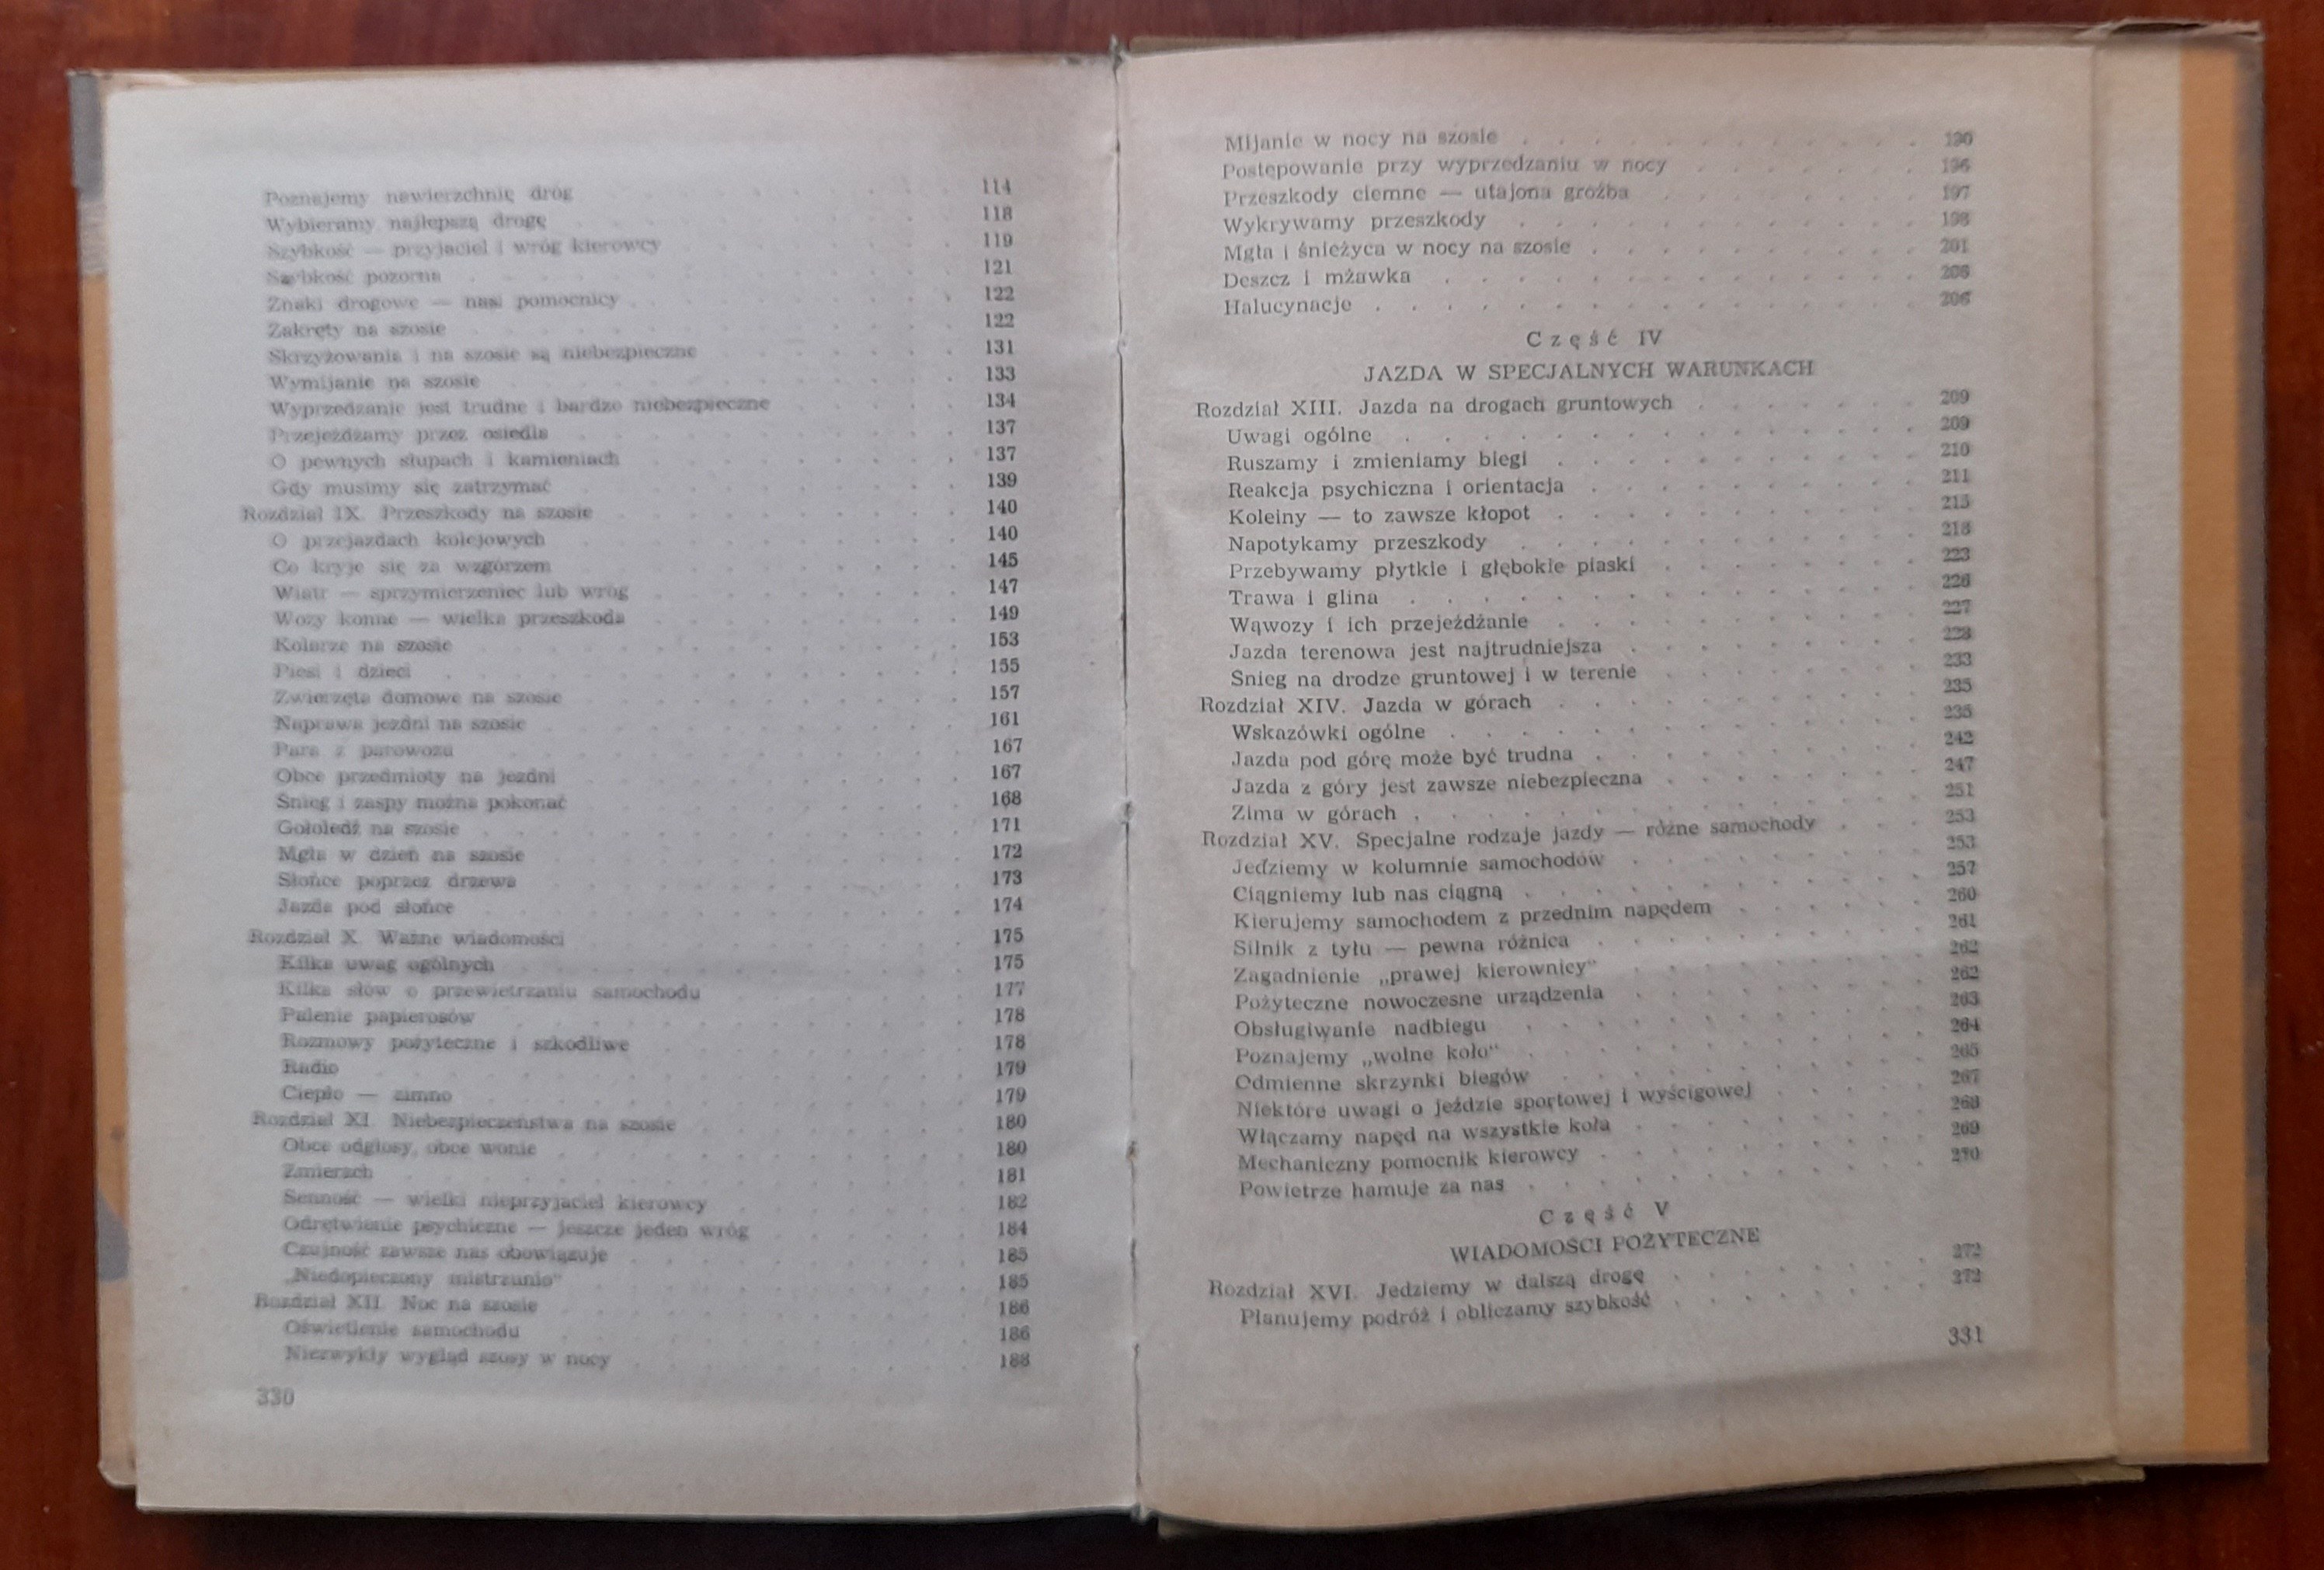 Poznajemy nawierzchnię dróg . . . . . . . 114
Wybieramy najlepszą drogę . . . . . . . 118
Szybkość — przyjaciel i wróg kierowcy . . . . . . . 119
Szybkość pozorna . . . . . . . 121
Znaki drogowe — nasi pomocnicy . . . . . . . 122
Zakręty na szosie . . . . . . . 122
Skrzyżowania i na szosie są niebezpieczne . . . . . . . 131
Wymijanie na szosie . . . . . . . 133
Wyprzedzanie jest trudne i bardzo niebezpieczne . . . . . . . 134
Przejeżdżamy przez osiedla . . . . . . . 137
O pewnych słupach i kamieniach . . . . . . . 137
Gdy musimy się zatrzymać . . . . . . . 139
Rozdział IX. Przeszkody na szosie . . . . . . . 140
O przejazdach kolejowych . . . . . . . 140
Co kryje się za wzgórzem . . . . . . . 145
Wiatr — sprzymierzeniec lub wróg . . . . . . . 147
Wozy konne — wielka przeszkoda . . . . . . . 149
Kolarze na szosie . . . . . . . 153
Piesi i dzieci . . . . . . . 155
Zwierzęta domowe na szosie . . . . . . . 157
Naprawa jezdni na szosie . . . . . . . 161
Para z parowozu . . . . . . . 167
Obce przedmioty na jezdni . . . . . . . 167
Śnieg i zaspy można pokonać . . . . . . . 168
Gołoledź na szosie . . . . . . . 171
Mgła w dzień na szosie . . . . . . . 172
Słońce poprzez drzewa . . . . . . . 173
Jazda pod słońce . . . . . . . 174
Rozdział X. Ważne wiadomości . . . . . . . 175
Kilka uwag ogólnych . . . . . . . 175
Kilka słów o przewietrzaniu samochodu . . . . . . . 177
Palenie papierosów . . . . . . . 178
Rozmowy pożyteczne i szkodliwe . . . . . . . 178
Radio . . . . . . . 179
Ciepło — zimno . . . . . . . 179
Rozdział XI. Niebezpieczeństwa na szosie . . . . . . . 180
Obce odgłosy, obce wonie . . . . . . . 180
Zmierzch . . . . . . . 181
Senność — wielki nieprzyjaciel kierowcy . . . . . . . 182
Odrętwienie psychiczne — jeszcze jeden wróg . . . . . . . 184
Czujność zawsze nas obowiązuje . . . . . . . 185
„Niedopieczony mistrzunio" . . . . . . . 185
Rozdział XII. Noc na szosie . . . . . . . 186
Oświetlenie samochodu . . . . . . . 186
Niezwykły wygląd szosy w nocy . . . . . . . 188
330
Mijanie w nocy na szosie . . . . . . . 190
Postępowanie przy wyprzedzaniu w nocy . . . . . . . 196
Przeszkody ciemne — utajona groźba . . . . . . . 197
Wykrywamy przeszkody . . . . . . . 198
Mgła i śnieżyca w nocy na szosie . . . . . . . 201
Deszcz i mżawka . . . . . . .
Halucynacje . . . . . . . 206
Część IV
JAZDA W SPECJALNYCH WARUNKACH
Rozdział XIII. Jazda na drogach gruntowych . . . . . . . 209
Uwagi ogólne . . . . . . . 209
Ruszamy i zmieniamy biegi . . . . . . . 210
Reakcja psychiczna i orientacja . . . . . . . 211
Koleiny — to zawsze kłopot . . . . . . . 215
Napotykamy przeszkody . . . . . . . 218
Przebywamy płytkie i głębokie piaski . . . . . . . 223
Trawa i glina . . . . . . . 226
Wąwozy i ich przejeżdżanie . . . . . . . 227
Jazda terenowa jest najtrudniejsza . . . . . . . 228
Śnieg na drodze gruntowej i w terenie . . . . . . . 233
Rozdział XIV. Jazda w górach . . . . . . . 235
Wskazówki ogólne . . . . . . . 235
Jazda pod górę może być trudna . . . . . . . 242
Jazda z góry jest zawsze niebezpieczna . . . . . . . 247
Zima w górach . . . . . . . 251
Rozdział XV. Specjalne rodzaje jazdy — różne samochody . . . 253
Jedziemy w kolumnie samochodów . . . . . . . 253
Ciągniemy lub nas ciągną . . . . . . . 257
Kierujemy samochodem z przednim napędem . . . . . . . 260
Silnik z tyłu — pewna różnica . . . . . . . 261
Zagadnienie „prawej kierownicy" . . . . . . . 262
Pożyteczne nowoczesne urządzenia . . . . . . . 262
Obsługiwanie nadbiegu . . . . . . . 263
Poznajemy „wolne koło" . . . . . . . 264
Odmienne skrzynki biegów . . . . . . . 265
Niektóre uwagi o jeździe sportowej i wyścigowej . . . . 267
Włączamy napęd na wszystkie koła . . . . . . . 268
Mechaniczny pomocnik kierowcy . . . . . . . 269
Powietrze hamuje za nas . . . . . . . 270
Część V
WIADOMOŚCI POŻYTECZNE
Rozdział XVI. Jedziemy w dalszą drogę . . . . . . . 272
Planujemy podróż i obliczamy szybkość . . . . . . . 272
331